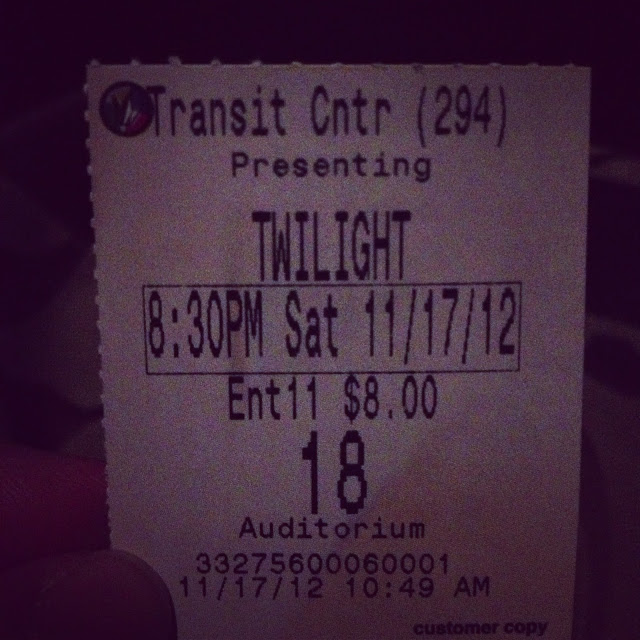 Transit Cntr (294)
Presenting
TWILIGHT
8:30PM Sat 11/17/12
Ent11 $8.00
18
Auditorium
33275600060001
11/17/12 10:49 AM
customer copy